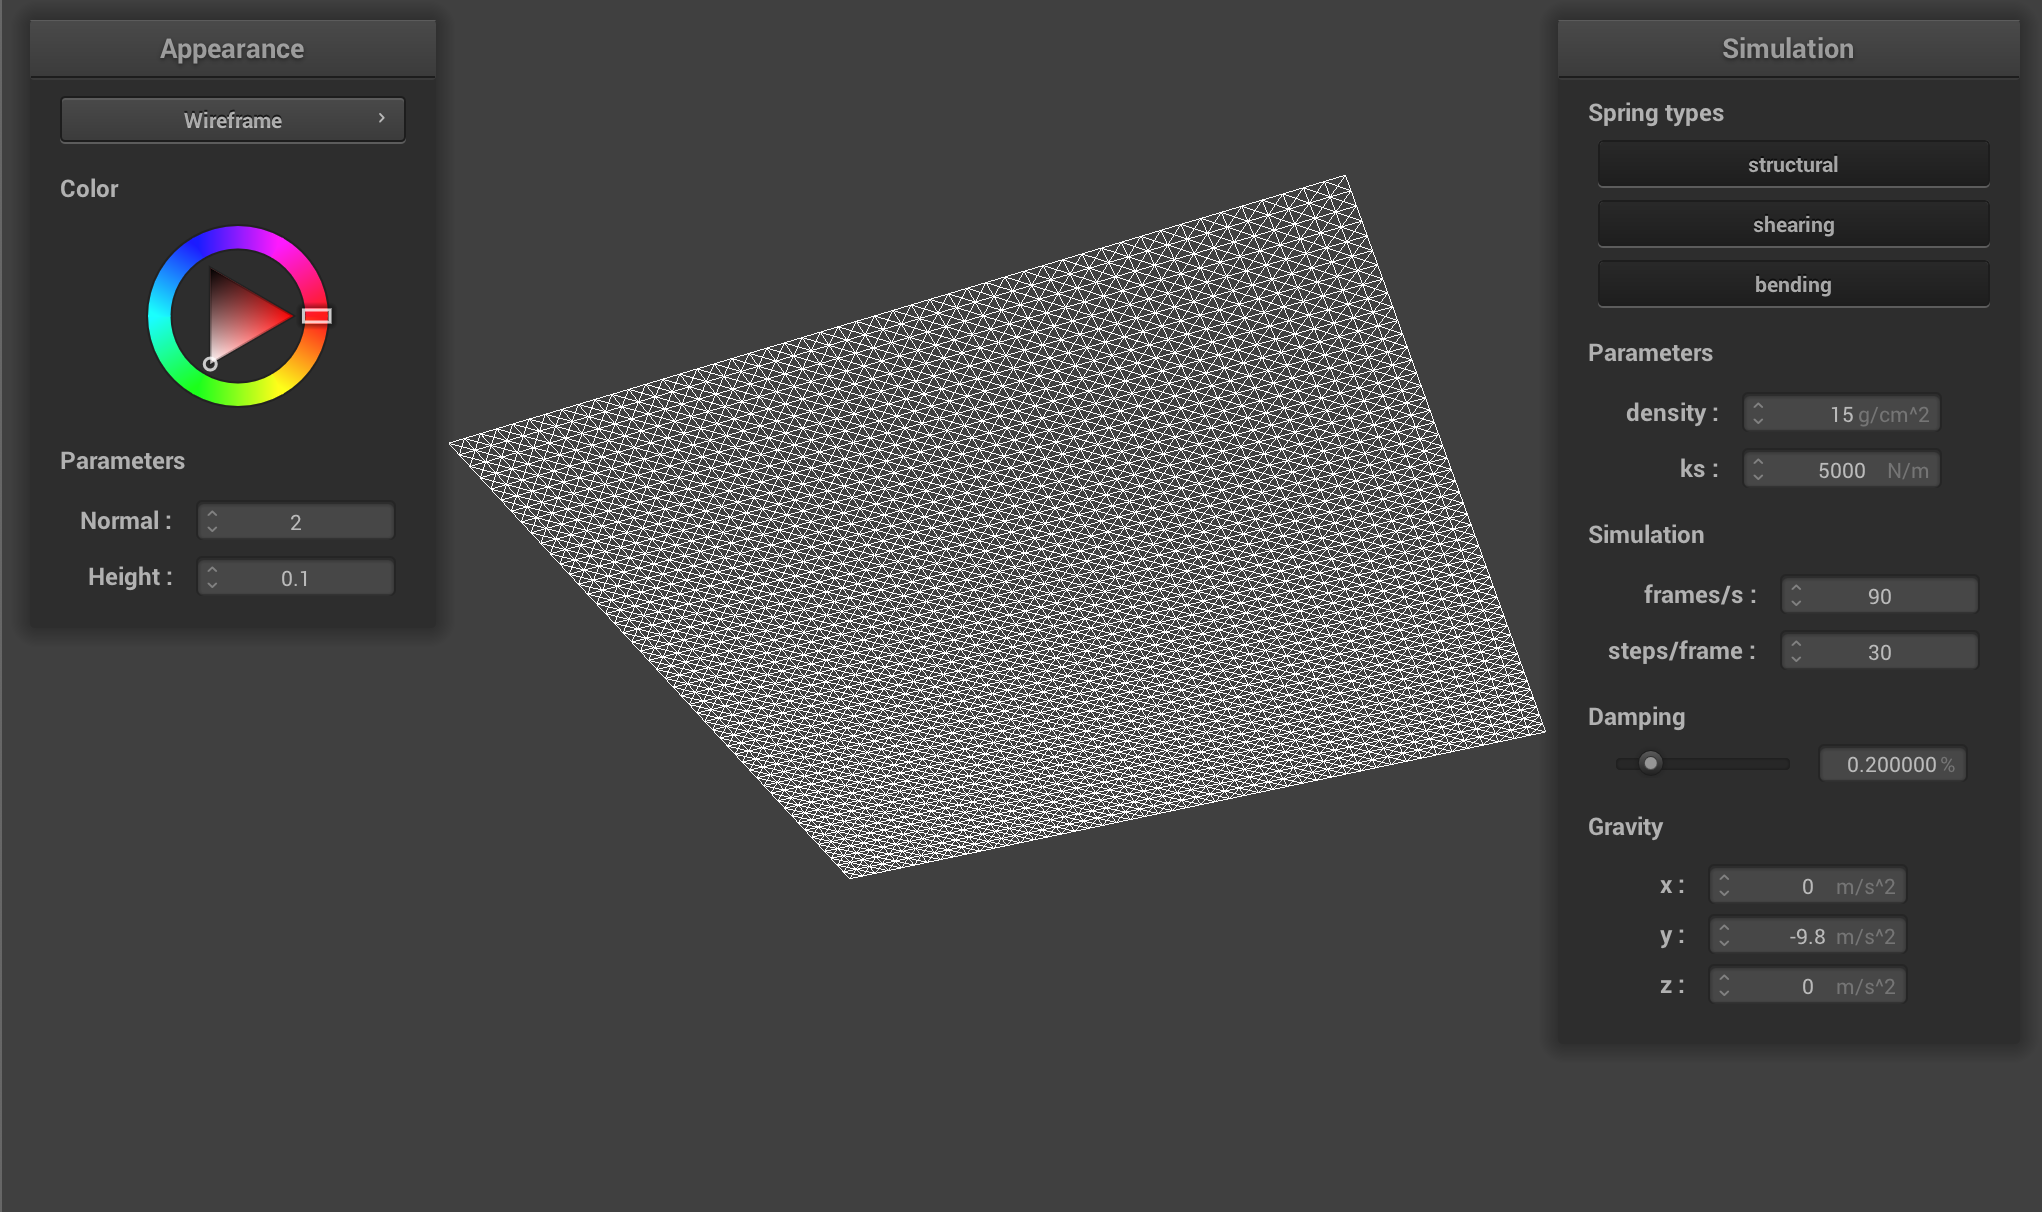 Appearance
Wireframe
Color
Parameters
Normal : 2
Height : 0.1
Simulation
Spring types
structural
shearing
bending
Parameters
density : 15 g/cm^2
ks : 5000 N/m
Simulation
frames/s : 90
steps/frame : 30
Damping
0.200000 %
Gravity
x : 0 m/s^2
y : -9.8 m/s^2
z : 0 m/s^2